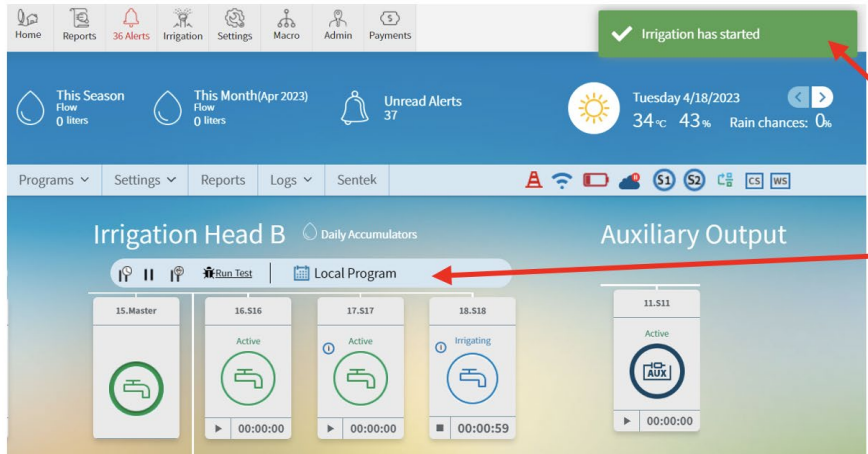 Home Reports 36 Alerts Irrigation Settings Macro Admin Payments
Irrigation has started
This Season
Flow
0 liters
This Month(Apr 2023)
Flow
0 liters
Unread Alerts
37
Tuesday 4/18/2023
34 °C 43 % Rain chances: 0%
Programs Settings Reports Logs Sentek
S1 S2 CS WS
Irrigation Head B Daily Accumulators
Auxiliary Output
Run Test Local Program
15.Master
16.S16
Active
00:00:00
17.S17
Active
00:00:00
18.S18
Irrigating
00:00:59
11.S11
Active
AUX
00:00:00